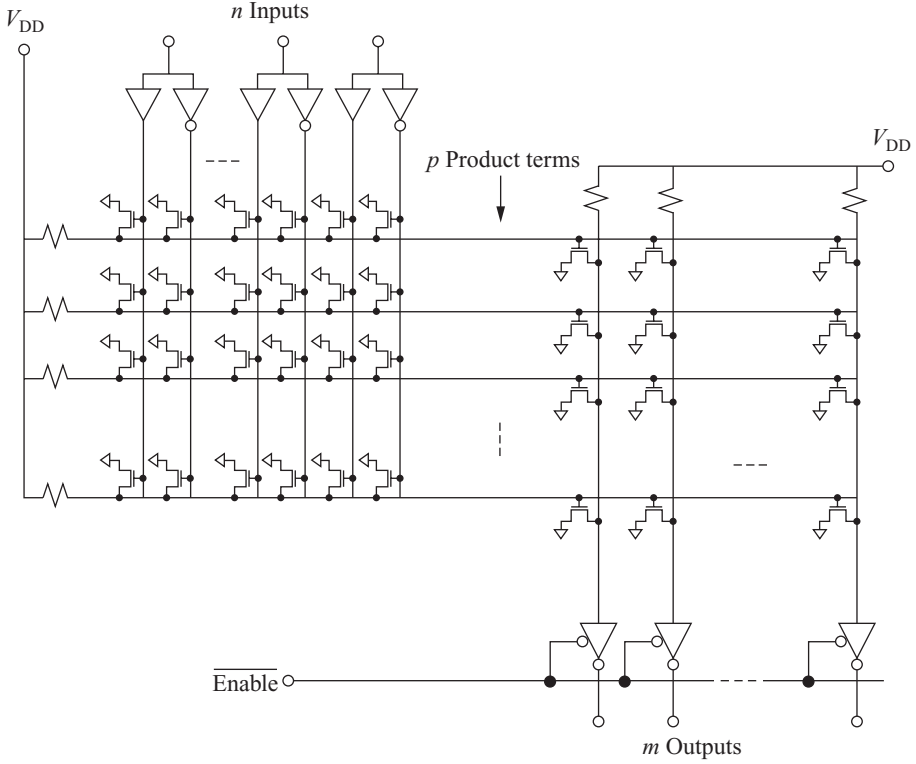 n Inputs
V_DD
V_DD
p Product terms
Enable
m Outputs